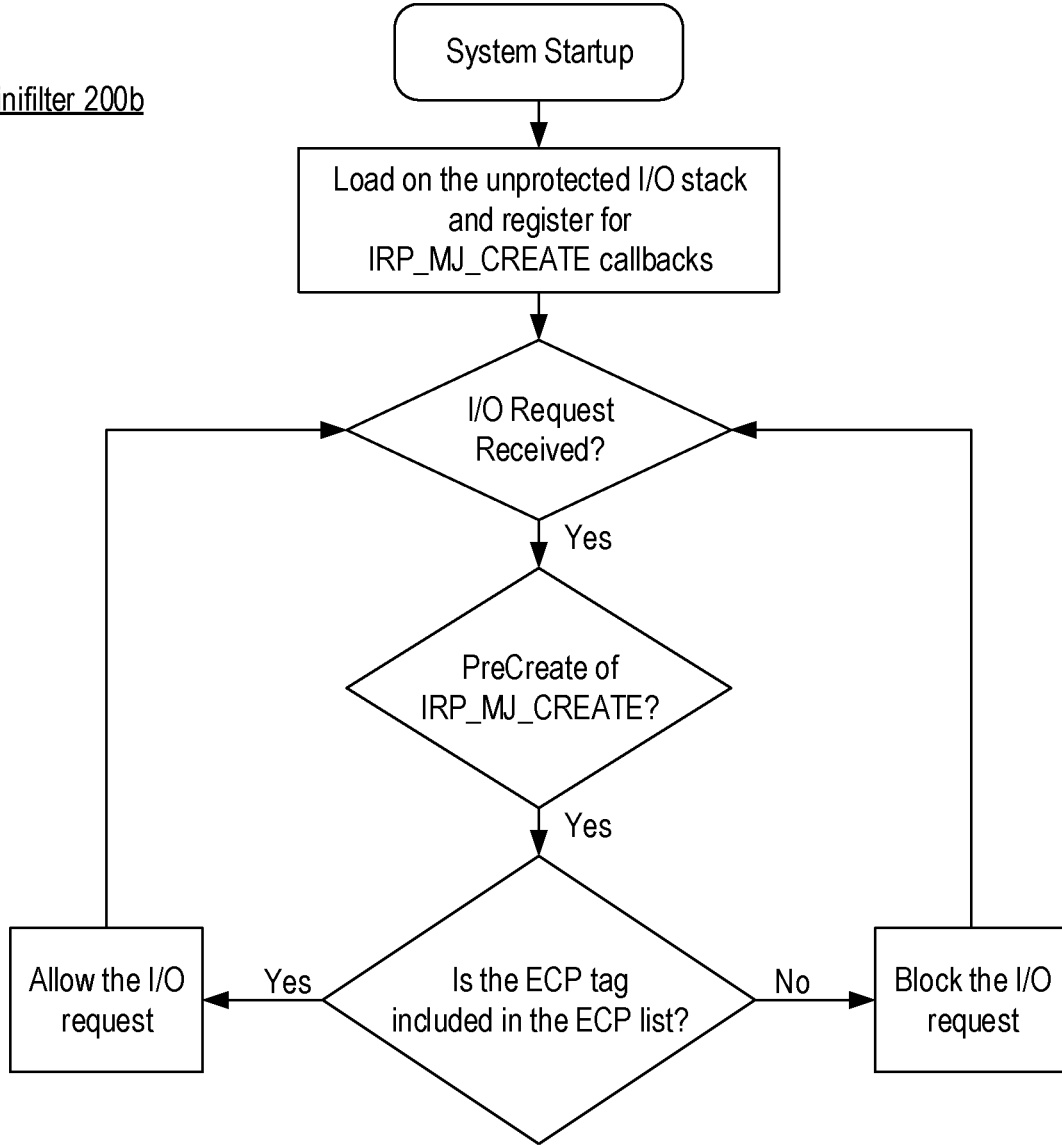 System Startup
inifilter 200b
Load on the unprotected I/O stack
and register for
IRP_MJ_CREATE callbacks
I/O Request
Received?
Yes
PreCreate of
IRP_MJ_CREATE?
Yes
Allow the I/O
request
Yes
Is the ECP tag
included in the ECP list?
No
Block the I/O
request